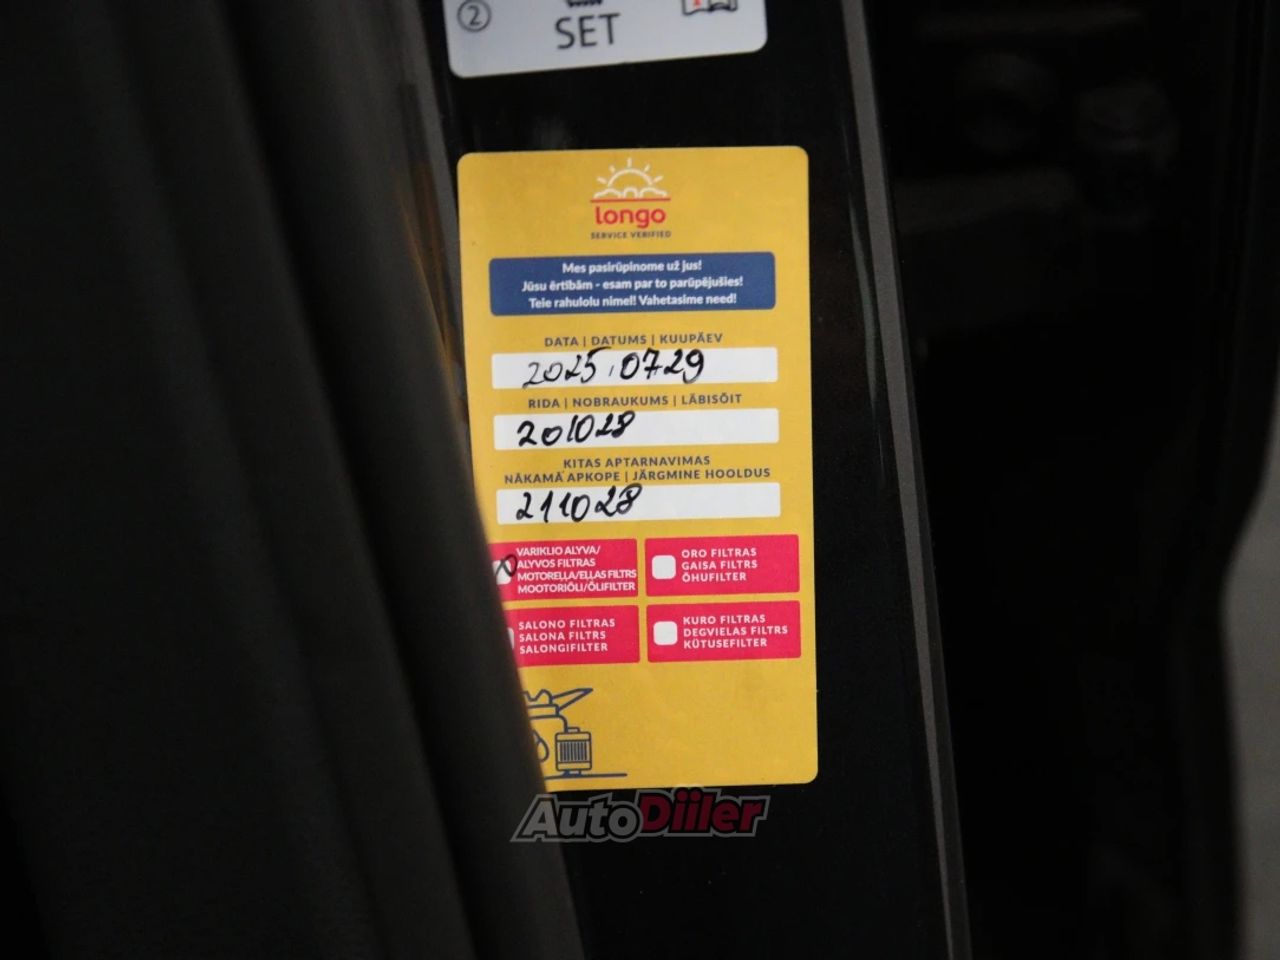 2
SET
longo
SERVICE VERIFIED
Mes pasirūpinome už jus!
Jūsu ērtībām - esam par to parūpējušies!
Teie rahulolu nimel! Vahetasime need!
DATA | DATUMS | KUUPÄEV
2025.07.29
RIDA | NOBRAUKUMS | LÄBISÕIT
201028
KITAS APTARNAVIMAS
NĀKAMĀ APKOPE | JÄRGMINE HOOLDUS
211028
VARIKLIO ALYVA/
ALYVOS FILTRAS
MOTOREĻĻA/EĻĻAS FILTRS
MOOTORIÕLI/ÕLIFILTER
ORO FILTRAS
GAISA FILTRS
ÕHUFILTER
SALONO FILTRAS
SALONA FILTRS
SALONGIFILTER
KURO FILTRAS
DEGVIELAS FILTRS
KÜTUSEFILTER
AutoDiiler